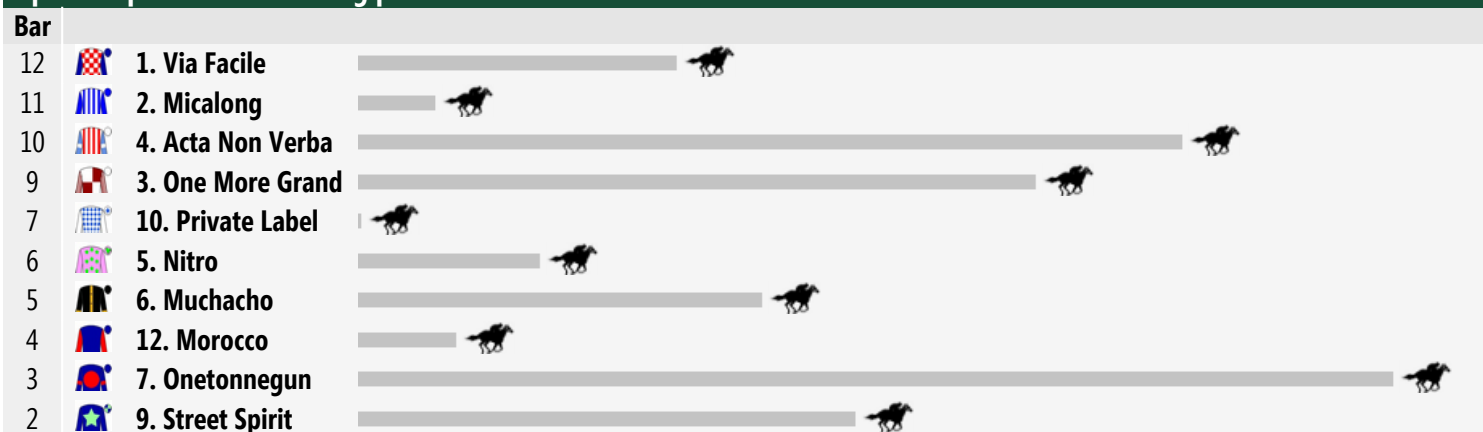 Bar
12 1. Via Facile
11 2. Micalong
10 4. Acta Non Verba
9 3. One More Grand
7 10. Private Label
6 5. Nitro
5 6. Muchacho
4 12. Morocco
3 7. Onetonnegun
2 9. Street Spirit